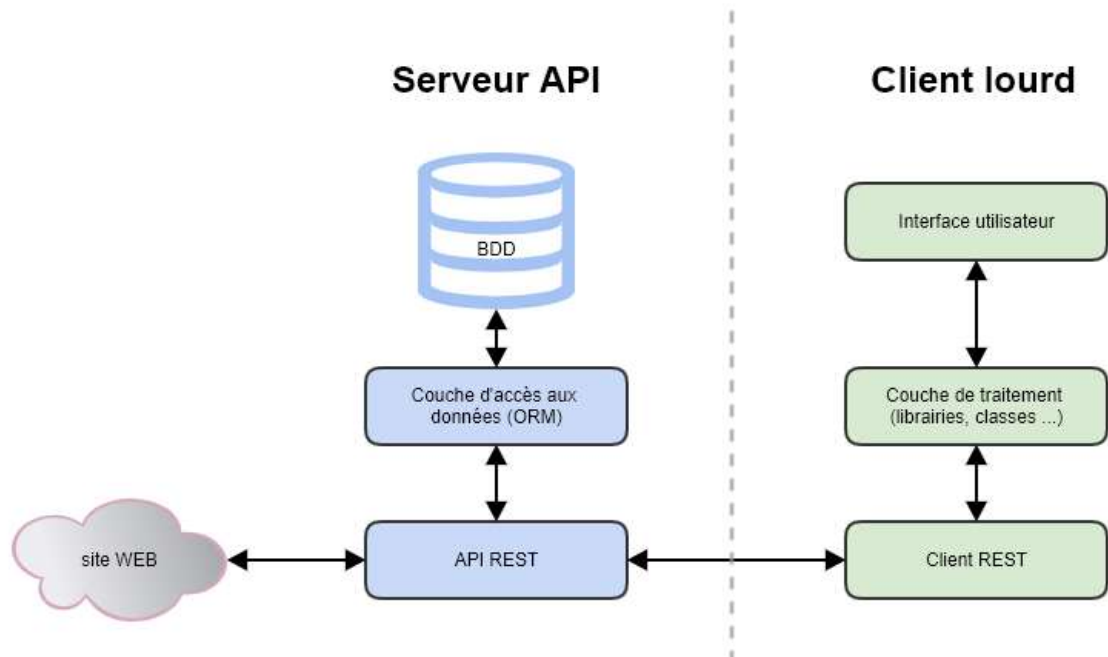 Serveur API
Client lourd
BDD
Interface utilisateur
Couche d'accès aux
données (ORM)
Couche de traitement
(librairies, classes ...)
site WEB
API REST
Client REST